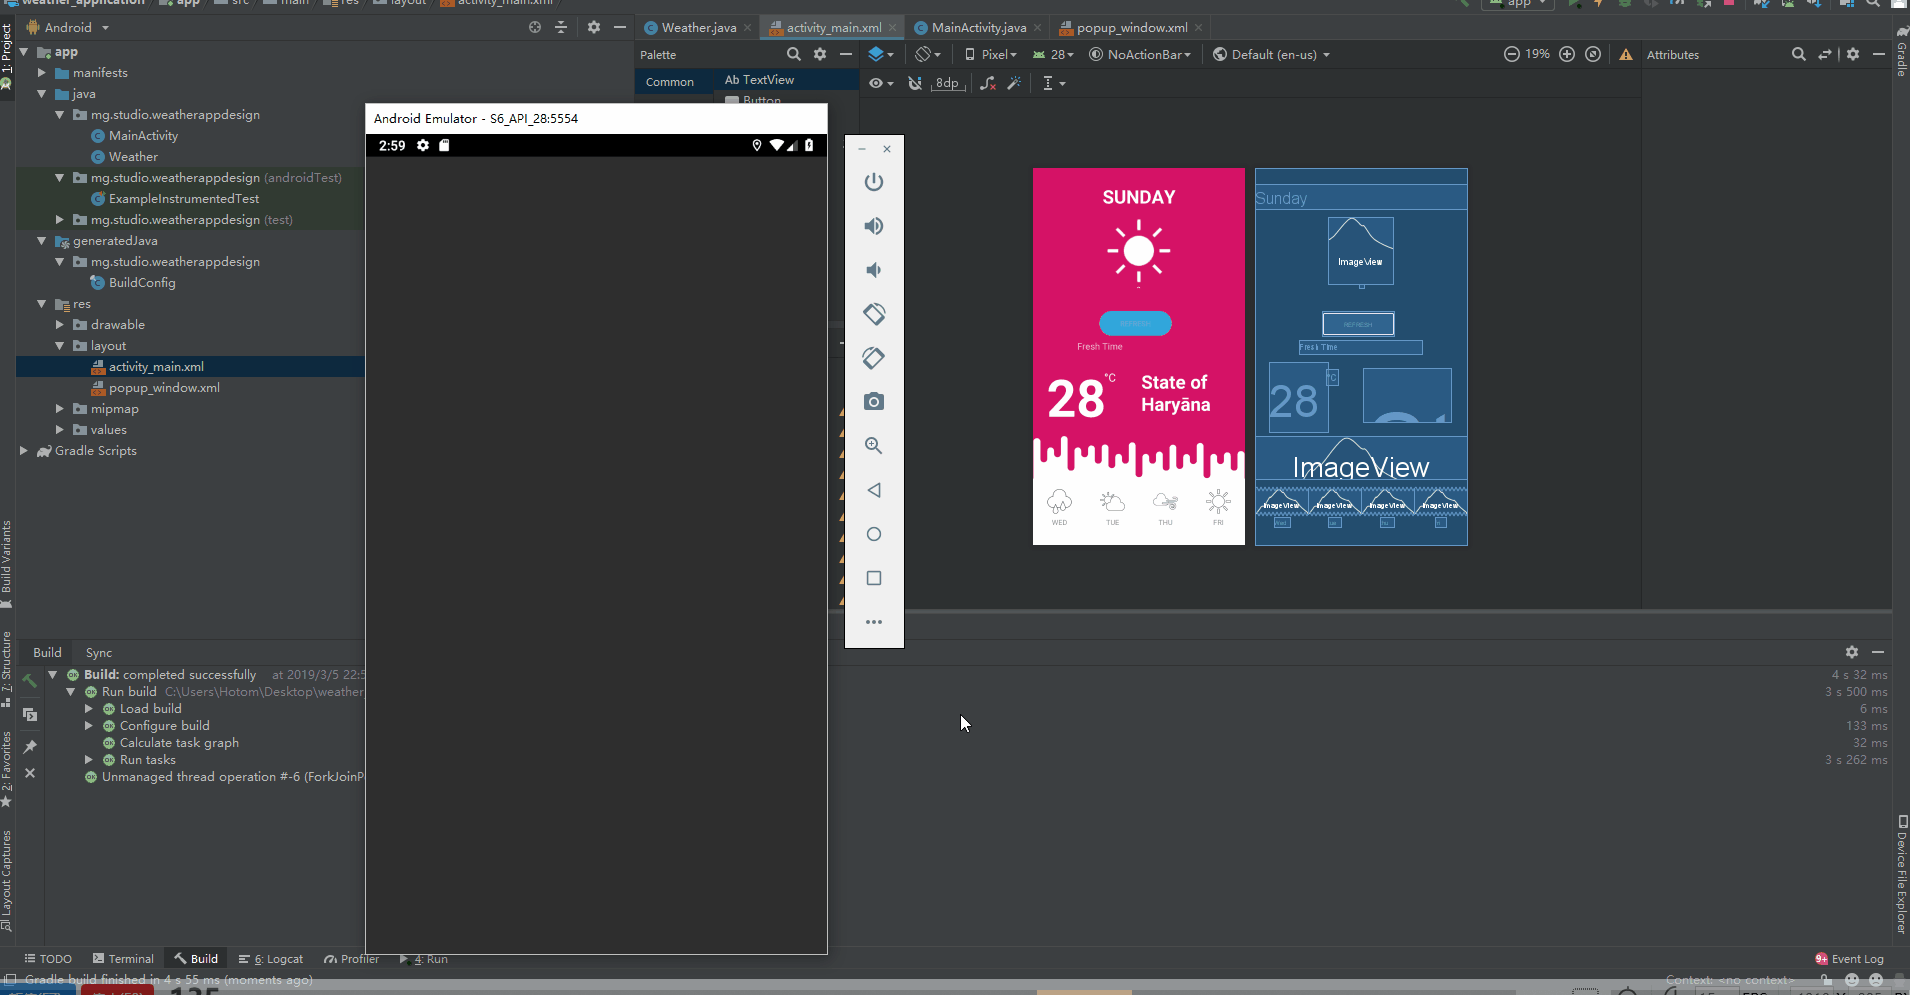 weather_application app src main res layout activity_main.xml app
Android
Weather.java activity_main.xml MainActivity.java popup_window.xml
1: Project
app
manifests
java
mg.studio.weatherappdesign
MainActivity
Weather
mg.studio.weatherappdesign (androidTest)
ExampleInstrumentedTest
mg.studio.weatherappdesign (test)
generatedJava
mg.studio.weatherappdesign
BuildConfig
res
drawable
layout
activity_main.xml
popup_window.xml
mipmap
values
Gradle Scripts
Palette
Common
Ab TextView
Button
Pixel 28 NoActionBar Default (en-us) 19%
8dp
Attributes
Gradle
Android Emulator - S6_API_28:5554
2:59
SUNDAY
REFRESH
Fresh Time
28 °C
State of
Haryāna
WED TUE THU FRI
Sunday
ImageView
REFRESH
Fresh Time
28 °C
ImageView
ImageView ImageView ImageView ImageView
Build Variants
7: Structure
2: Favorites
Layout Captures
Device File Explorer
Build Sync
Build: completed successfully at 2019/3/5 22:5
4 s 32 ms
Run build C:\Users\Hotom\Desktop\weather
3 s 500 ms
Load build
6 ms
Configure build
133 ms
Calculate task graph
32 ms
Run tasks
3 s 262 ms
Unmanaged thread operation #-6 (ForkJoinP
TODO Terminal Build 6: Logcat Profiler 4: Run
9+ Event Log
Gradle build finished in 4 s 55 ms (moments ago)
Context: <no context>